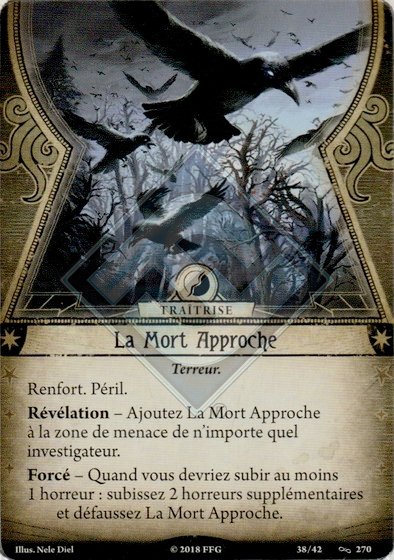 TRAÎTRISE
La Mort Approche
Terreur.
Renfort. Péril.
Révélation – Ajoutez La Mort Approche
à la zone de menace de n'importe quel
investigateur.
Forcé – Quand vous devriez subir au moins
1 horreur : subissez 2 horreurs supplémentaires
et défaussez La Mort Approche.
Illus. Nele Diel © 2018 FFG 38/42 270